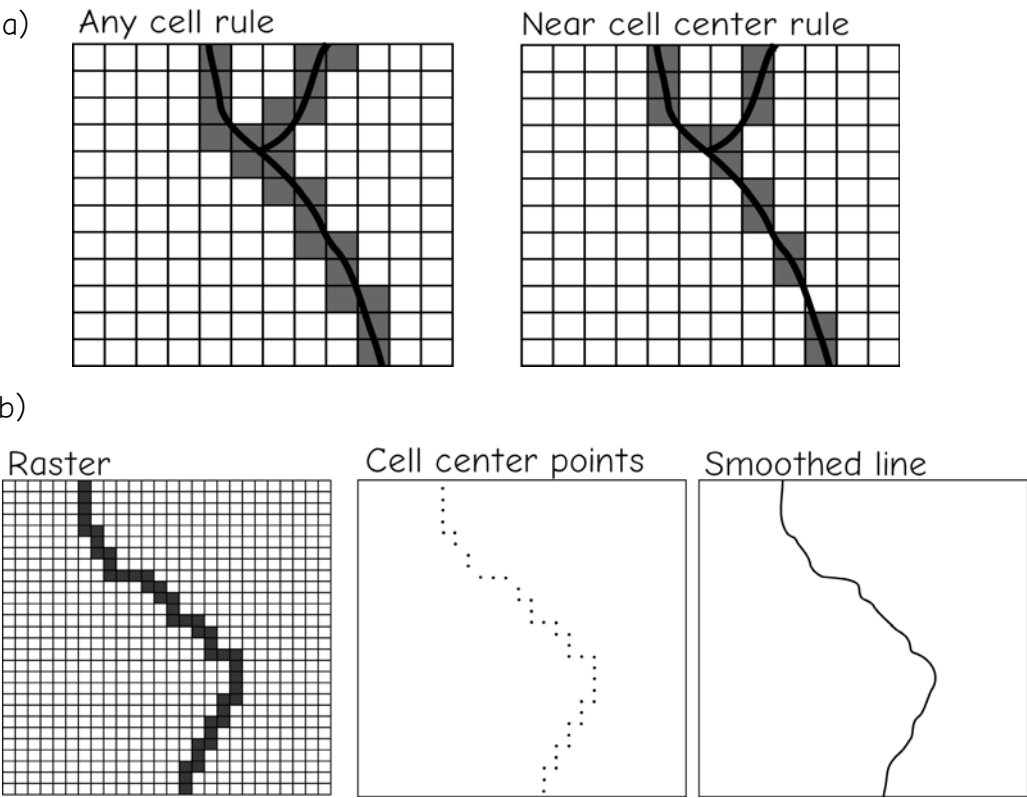 a)
Any cell rule
Near cell center rule
b)
Raster
Cell center points
Smoothed line